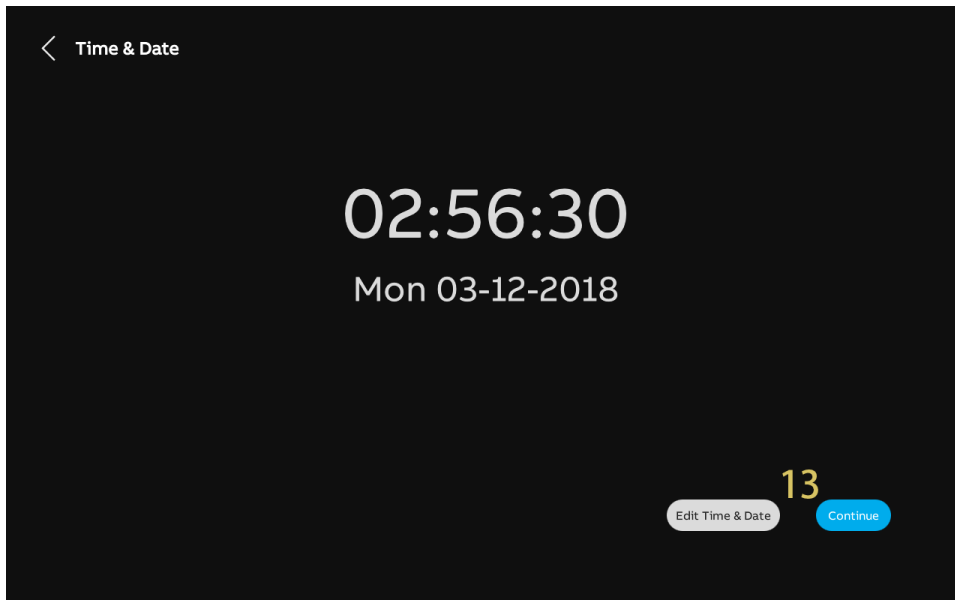 Time & Date
02:56:30
Mon 03-12-2018
13
Edit Time & Date Continue